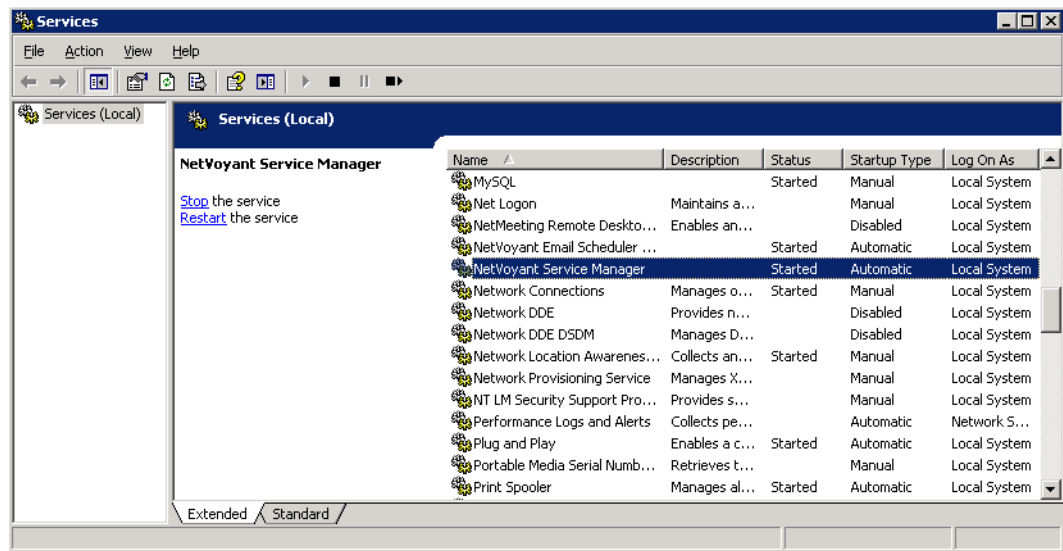 Services
File Action View Help
Services (Local)
Services (Local)
NetVoyant Service Manager
Stop the service
Restart the service
Name Description Status Startup Type Log On As
MySQL Started Manual Local System
Net Logon Maintains a... Manual Local System
NetMeeting Remote Deskto... Enables an... Disabled Local System
NetVoyant Email Scheduler ... Started Automatic Local System
NetVoyant Service Manager Started Automatic Local System
Network Connections Manages o... Started Manual Local System
Network DDE Provides n... Disabled Local System
Network DDE DSDM Manages D... Disabled Local System
Network Location Awarenes... Collects an... Started Manual Local System
Network Provisioning Service Manages X... Manual Local System
NT LM Security Support Pro... Provides s... Manual Local System
Performance Logs and Alerts Collects pe... Automatic Network S...
Plug and Play Enables a c... Started Automatic Local System
Portable Media Serial Numb... Retrieves t... Manual Local System
Print Spooler Manages al... Started Automatic Local System
Extended Standard